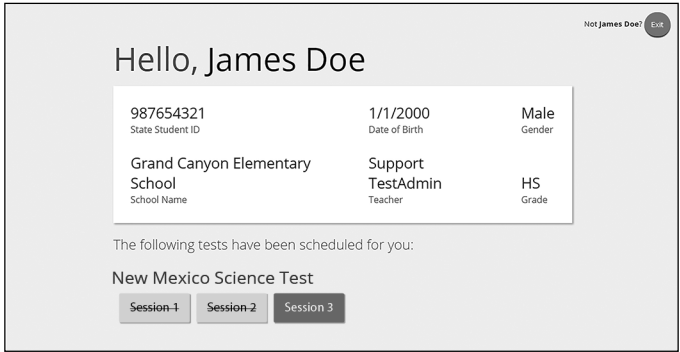 Not James Doe? Exit
Hello, James Doe
987654321 1/1/2000 Male
State Student ID Date of Birth Gender
Grand Canyon Elementary Support
School TestAdmin HS
School Name Teacher Grade
The following tests have been scheduled for you:
New Mexico Science Test
Session 1 Session 2 Session 3